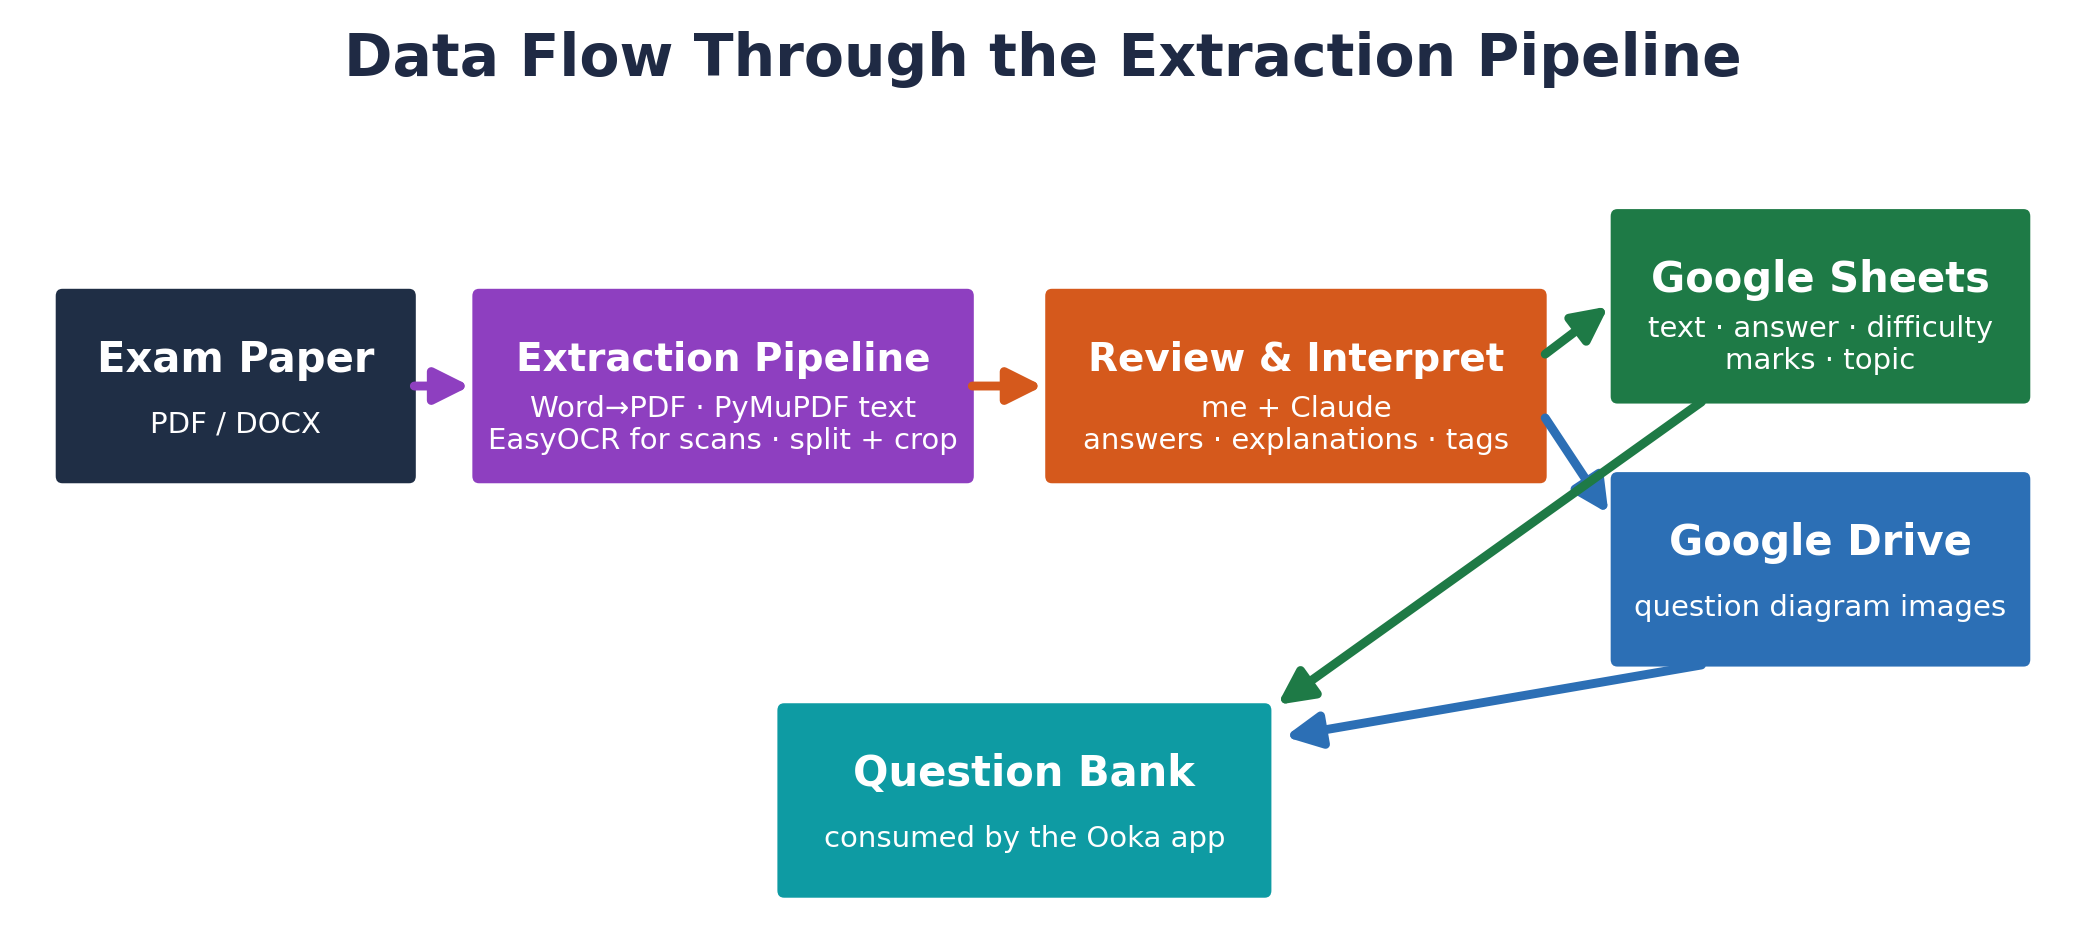 Data Flow Through the Extraction Pipeline
Exam Paper
PDF / DOCX
Extraction Pipeline
Word→PDF · PyMuPDF text
EasyOCR for scans · split + crop
Review & Interpret
me + Claude
answers · explanations · tags
Google Sheets
text · answer · difficulty
marks · topic
Google Drive
question diagram images
Question Bank
consumed by the Ooka app